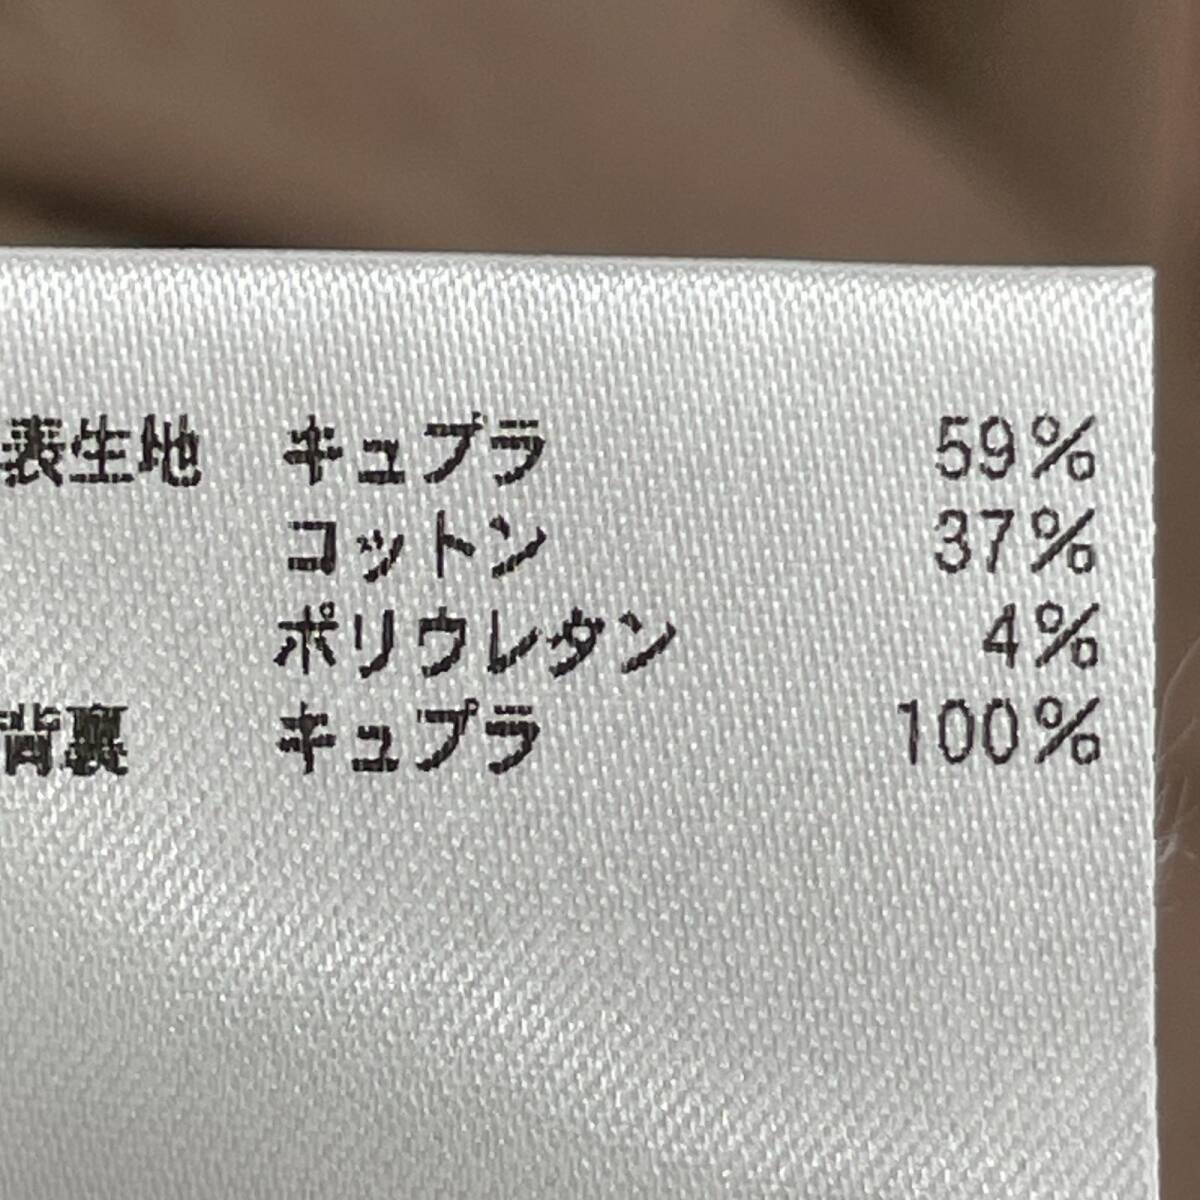 表生地 キュプラ 59%
コットン 37%
ポリウレタン 4%
背裏 キュプラ 100%